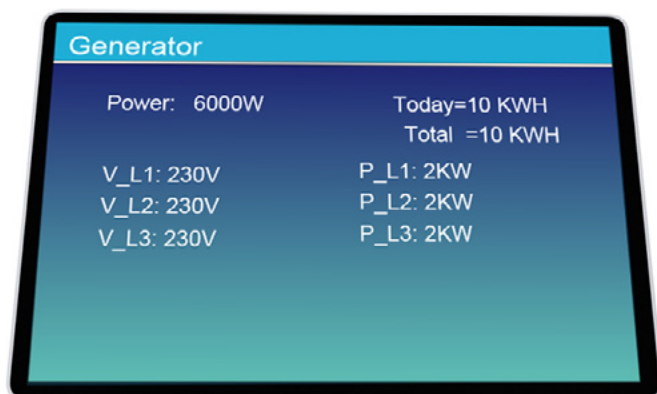 Generator
Power: 6000W
Today=10 KWH
Total =10 KWH
V_L1: 230V
P_L1: 2KW
V_L2: 230V
P_L2: 2KW
V_L3: 230V
P_L3: 2KW